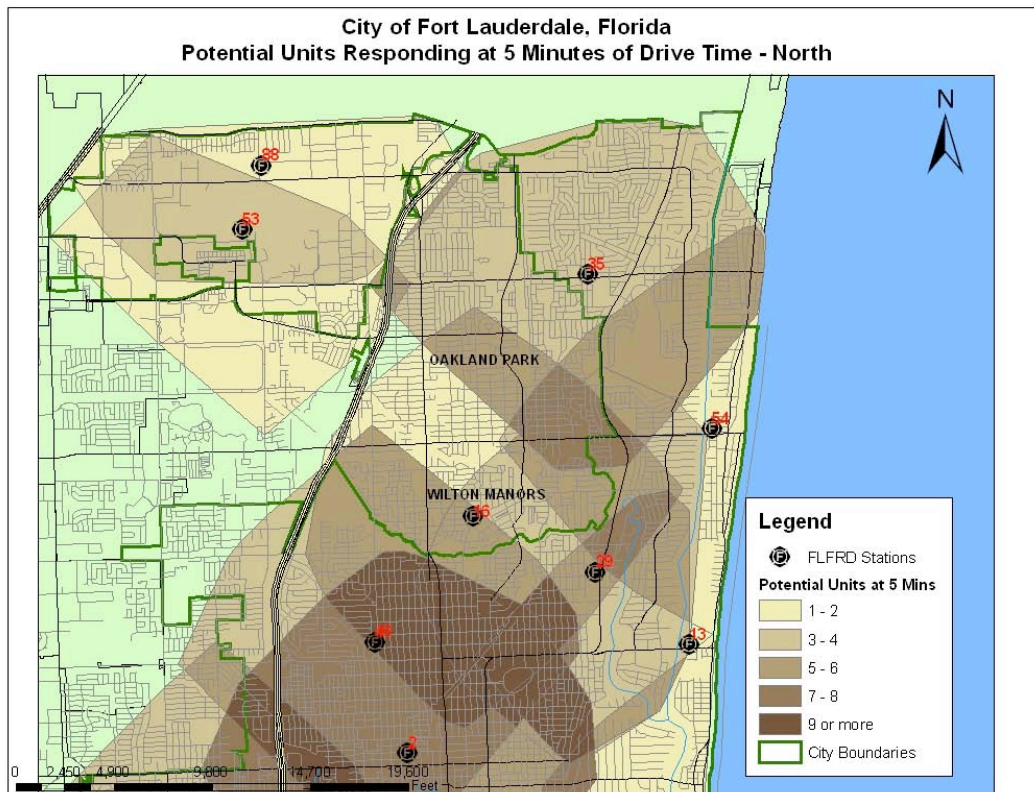 City of Fort Lauderdale, Florida
Potential Units Responding at 5 Minutes of Drive Time - North
N
88
53
35
OAKLAND PARK
54
WILTON MANORS
16
39
13
2
0 2,450 4,900 9,800 14,700 19,600
Feet
Legend
FLFRD Stations
Potential Units at 5 Mins
1 - 2
3 - 4
5 - 6
7 - 8
9 or more
City Boundaries